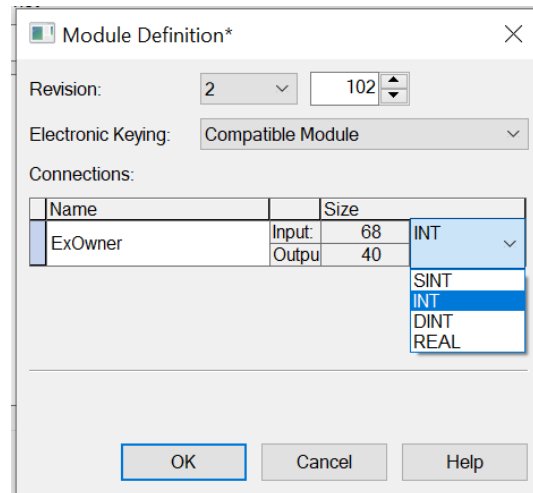 Module Definition*
Revision: 2 102
Electronic Keying: Compatible Module
Connections:
Name Size
ExOwner Input: 68 INT
Outpu 40
SINT
INT
DINT
REAL
OK Cancel Help